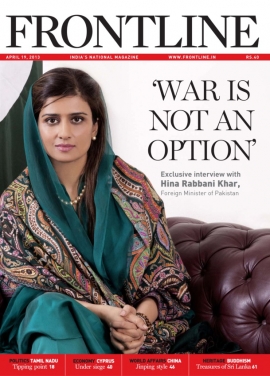 FRONTLINE
APRIL 19, 2013 INDIA'S NATIONAL MAGAZINE WWW.FRONTLINE.IN RS.40
'WAR IS
NOT AN
OPTION'
Exclusive interview with
Hina Rabbani Khar,
Foreign Minister of Pakistan
POLITICS: TAMIL NADU
Tipping point 10
ECONOMY: CYPRUS
Under siege 40
WORLD AFFAIRS: CHINA
Jinping style 46
HERITAGE: BUDDHISM
Treasures of Sri Lanka 61